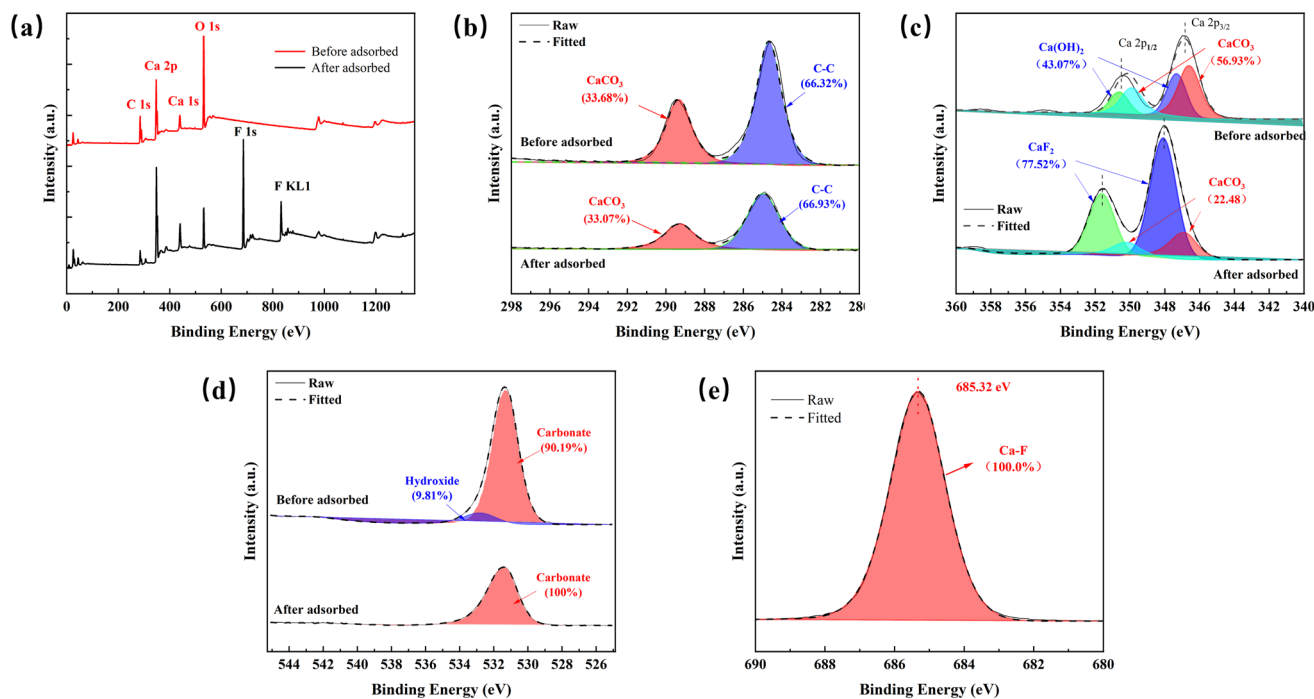 (a)
O 1s
Before adsorbed
After adsorbed
Ca 2p
C 1s
Ca 1s
F 1s
F KL1
Intensity (a.u.)
0 200 400 600 800 1000 1200
Binding Energy (eV)
(b)
Raw
Fitted
CaCO3
(33.68%)
C-C
(66.32%)
Before adsorbed
CaCO3
(33.07%)
C-C
(66.93%)
After adsorbed
Intensity (a.u.)
298 296 294 292 290 288 286 284 282 280
Binding Energy (eV)
(c)
Ca 2p3/2
Ca 2p1/2
Ca(OH)2
(43.07%)
CaCO3
(56.93%)
Before adsorbed
CaF2
(77.52%)
CaCO3
(22.48)
Raw
Fitted
After adsorbed
Intensity (a.u.)
360 358 356 354 352 350 348 346 344 342 340
Binding Energy (eV)
(d)
Raw
Fitted
Carbonate
(90.19%)
Hydroxide
(9.81%)
Before adsorbed
Carbonate
(100%)
After adsorbed
Intensity (a.u.)
544 542 540 538 536 534 532 530 528 526
Binding Energy (eV)
(e)
685.32 eV
Raw
Fitted
Ca-F
(100.0%)
Intensity (a.u.)
690 688 686 684 682 680
Binding Energy (eV)